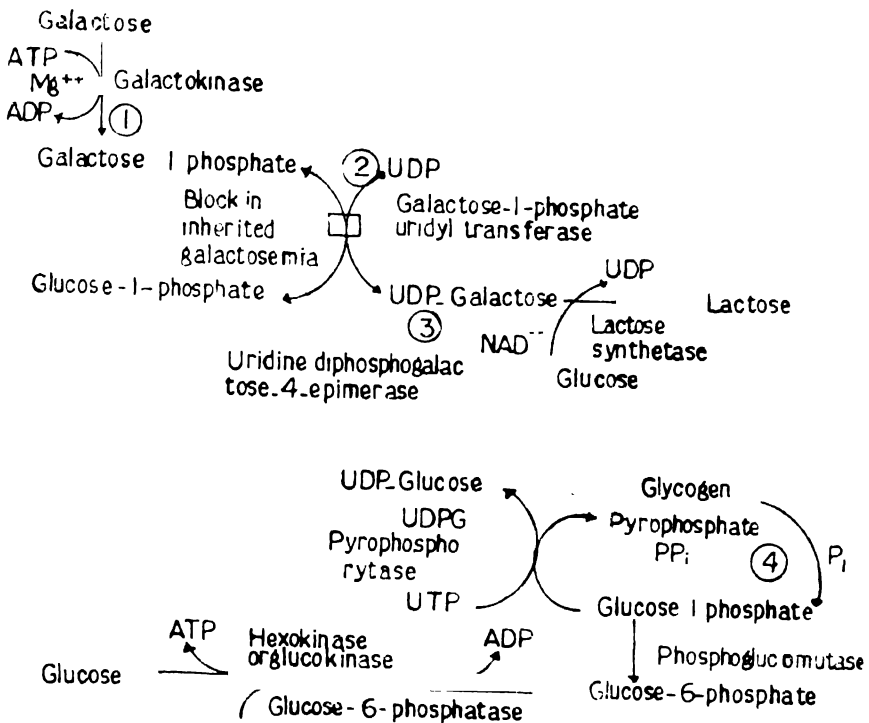 Galactose
ATP
Mg++ Galactokinase
ADP
1
Galactose 1 phosphate
2 UDP
Block in
inherited
galactosemia
Galactose-1-phosphate
uridyl transferase
Glucose-1-phosphate
UDP-Galactose
UDP
Lactose
3
NAD--
Lactose
synthetase
Glucose
Uridine diphosphogalac
tose-4-epimerase
UDP-Glucose
Glycogen
UDPG
Pyrophospho
rytase
Pyrophosphate
PPi
4
Pi
UTP
Glucose 1 phosphate
ATP
Hexokinase
orglucokinase
ADP
Phosphoglucomutase
Glucose
Glucose-6-phosphate
Glucose-6-phosphatase